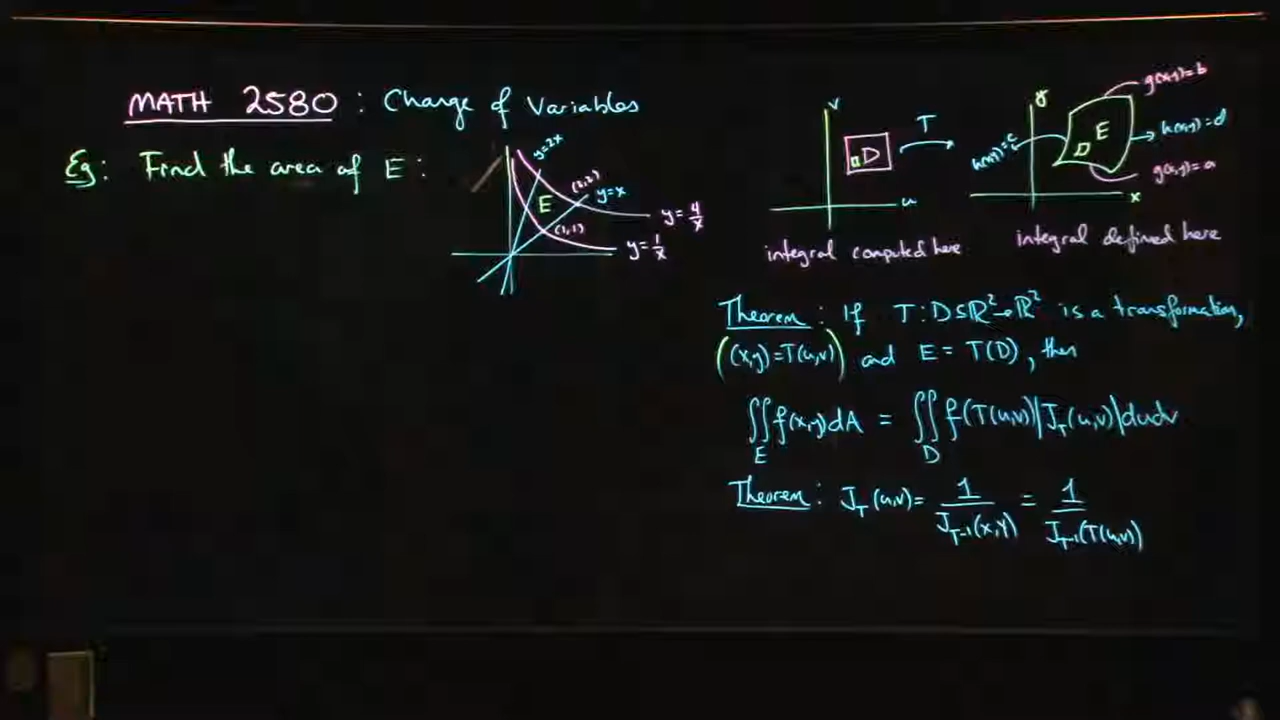 MATH 2580 : Change of Variables
Eg: Find the area of E :
y=2x
(2,2)
y=x
E
(1,1)
y=4/x
y=1/x
v
D
u
T
y
g(x,y)=b
h(x,y)=c
E
D
h(x,y)=d
g(x,y)=a
x
integral computed here
integral defined here
Theorem: If T:D⊆ℝ²→ℝ² is a transformation,
((x,y)=T(u,v)) and E = T(D), then
∬_E f(x,y)dA = ∬_D f(T(u,v)|J_T(u,v)|dudv
Theorem: J_T(u,v) = 1/J_T⁻¹(x,y) = 1/J_T⁻¹(T(u,v))